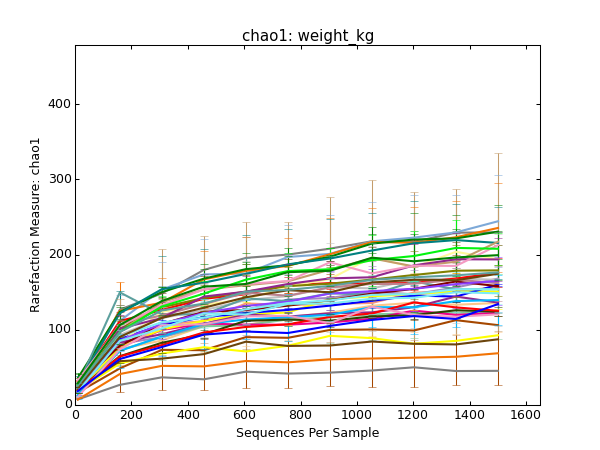 chao1: weight_kg
Rarefaction Measure: chao1
400
300
200
100
0
0 200 400 600 800 1000 1200 1400 1600
Sequences Per Sample